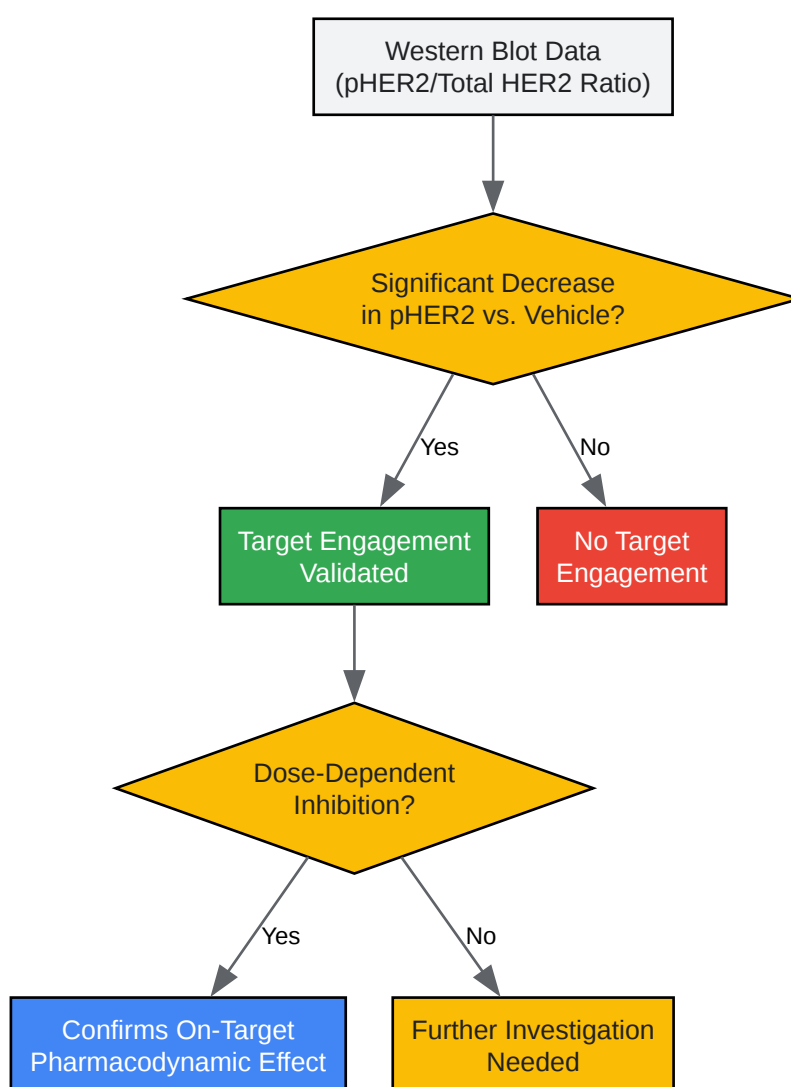 Western Blot Data
(pHER2/Total HER2 Ratio)
Significant Decrease
in pHER2 vs. Vehicle?
Yes
No
Target Engagement
Validated
No Target
Engagement
Dose-Dependent
Inhibition?
Yes
No
Confirms On-Target
Pharmacodynamic Effect
Further Investigation
Needed